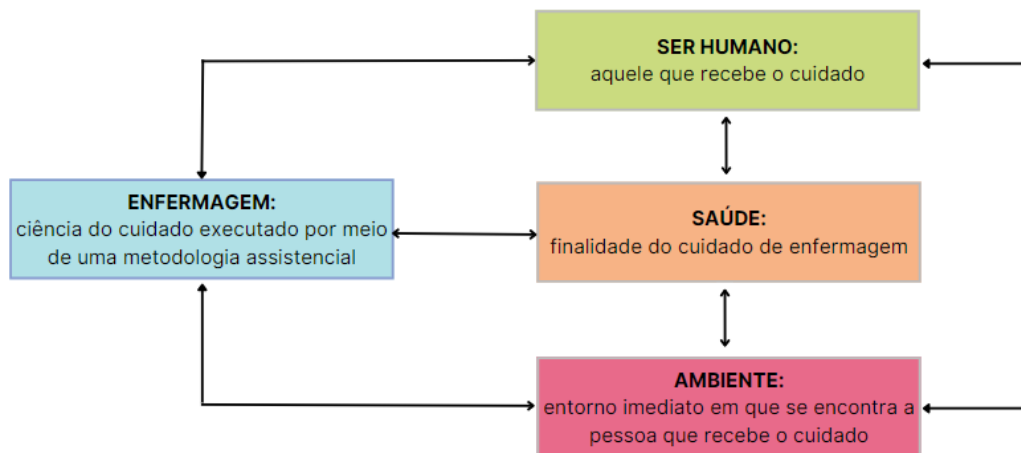 SER HUMANO:
aquele que recebe o cuidado
ENFERMAGEM:
ciência do cuidado executado por meio
de uma metodologia assistencial
SAÚDE:
finalidade do cuidado de enfermagem
AMBIENTE:
entorno imediato em que se encontra a
pessoa que recebe o cuidado